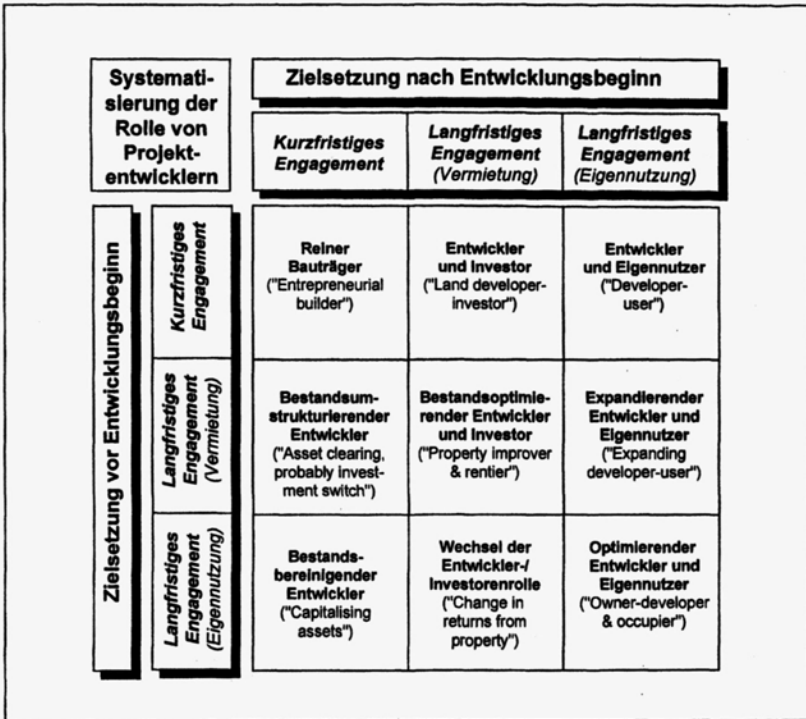 Systemati-
sierung der
Rolle von
Projekt-
entwicklern
Zielsetzung nach Entwicklungsbeginn
Kurzfristiges
Engagement
Langfristiges
Engagement
(Vermietung)
Langfristiges
Engagement
(Eigennutzung)
Zielsetzung vor Entwicklungsbeginn
Kurzfristiges
Engagement
Reiner
Bauträger
("Entrepreneurial
builder")
Entwickler
und Investor
("Land developer-
investor")
Entwickler
und Eigennutzer
("Developer-
user")
Langfristiges
Engagement
(Vermietung)
Bestandsum-
strukturierender
Entwickler
("Asset clearing,
probably invest-
ment switch")
Bestandsoptimie-
render Entwickler
und Investor
("Property improver
& rentier")
Expandierender
Entwickler und
Eigennutzer
("Expanding
developer-user")
Langfristiges
Engagement
(Eigennutzung)
Bestands-
bereinigender
Entwickler
("Capitalising
assets")
Wechsel der
Entwickler-/
Investorenrolle
("Change in
returns from
property")
Optimierender
Entwickler und
Eigennutzer
("Owner-developer
& occupier")